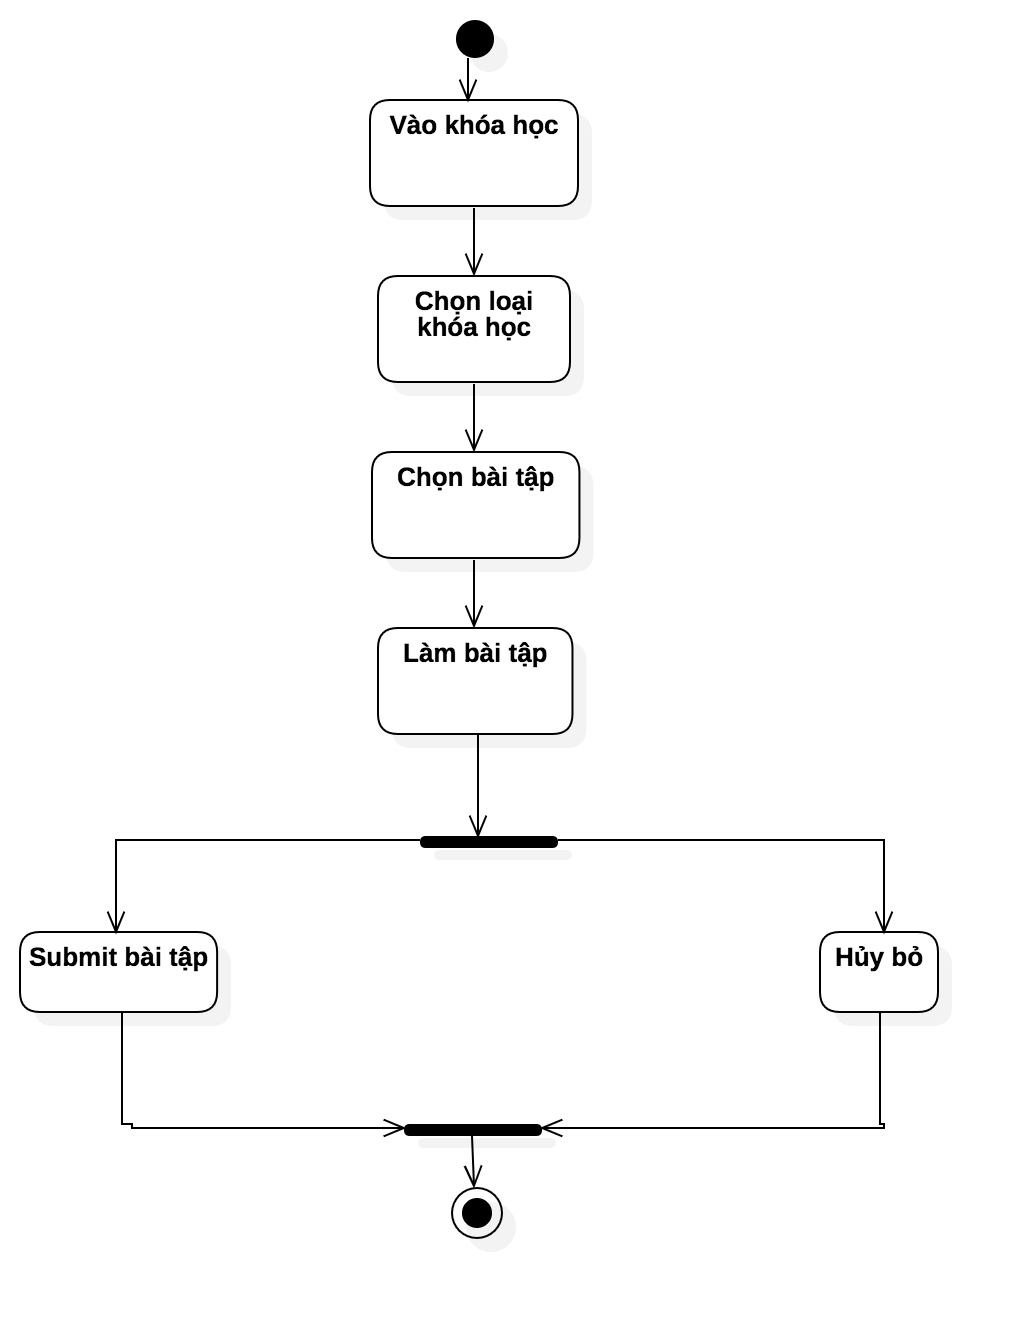 Vào khóa học
Chọn loại
khóa học
Chọn bài tập
Làm bài tập
Submit bài tập
Hủy bỏ